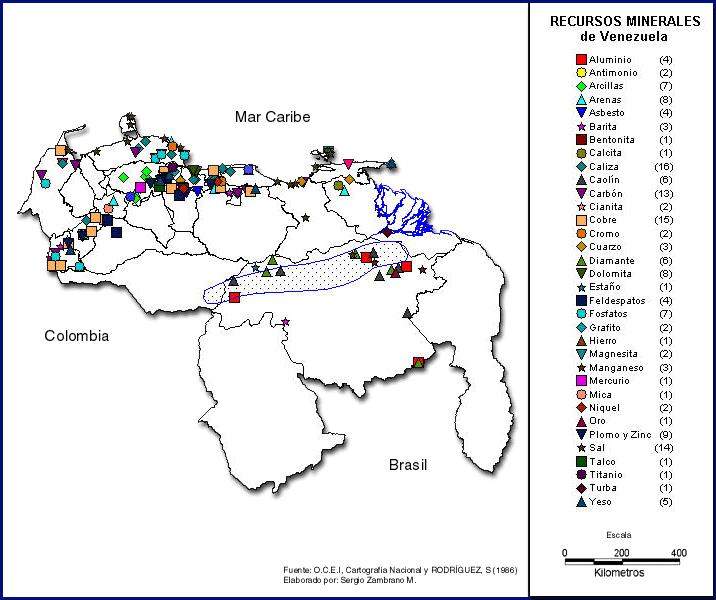 RECURSOS MINERALES
de Venezuela
Aluminio (4)
Antimonio (2)
Arcillas (7)
Arenas (8)
Asbesto (4)
Barita (3)
Bentonita (1)
Calcita (1)
Caliza (16)
Caolín (6)
Carbón (13)
Cianita (2)
Cobre (15)
Cromo (2)
Cuarzo (3)
Diamante (6)
Dolomita (8)
Estaño (1)
Feldespatos (4)
Fosfatos (7)
Grafito (2)
Hierro (1)
Magnesita (2)
Manganeso (3)
Mercurio (1)
Mica (1)
Niquel (2)
Oro (1)
Plomo y Zinc (9)
Sal (14)
Talco (1)
Titanio (1)
Turba (1)
Yeso (5)
Mar Caribe
Colombia
Brasil
Escala
0 200 400
Kilometros
Fuente: O.C.E.I, Cartografía Nacional y RODRÍGUEZ, S (1986)
Elaborado por: Sergio Zambrano M.